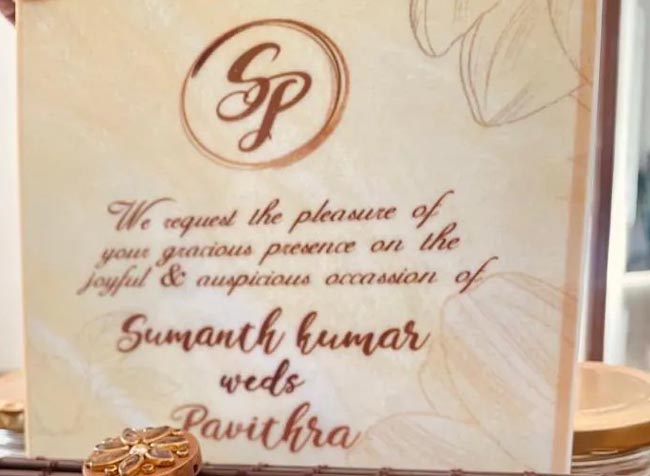 SP
We request the pleasure of
your gracious presence on the
joyful & auspicious occassion of
Sumanth kumar
weds
Pavithra